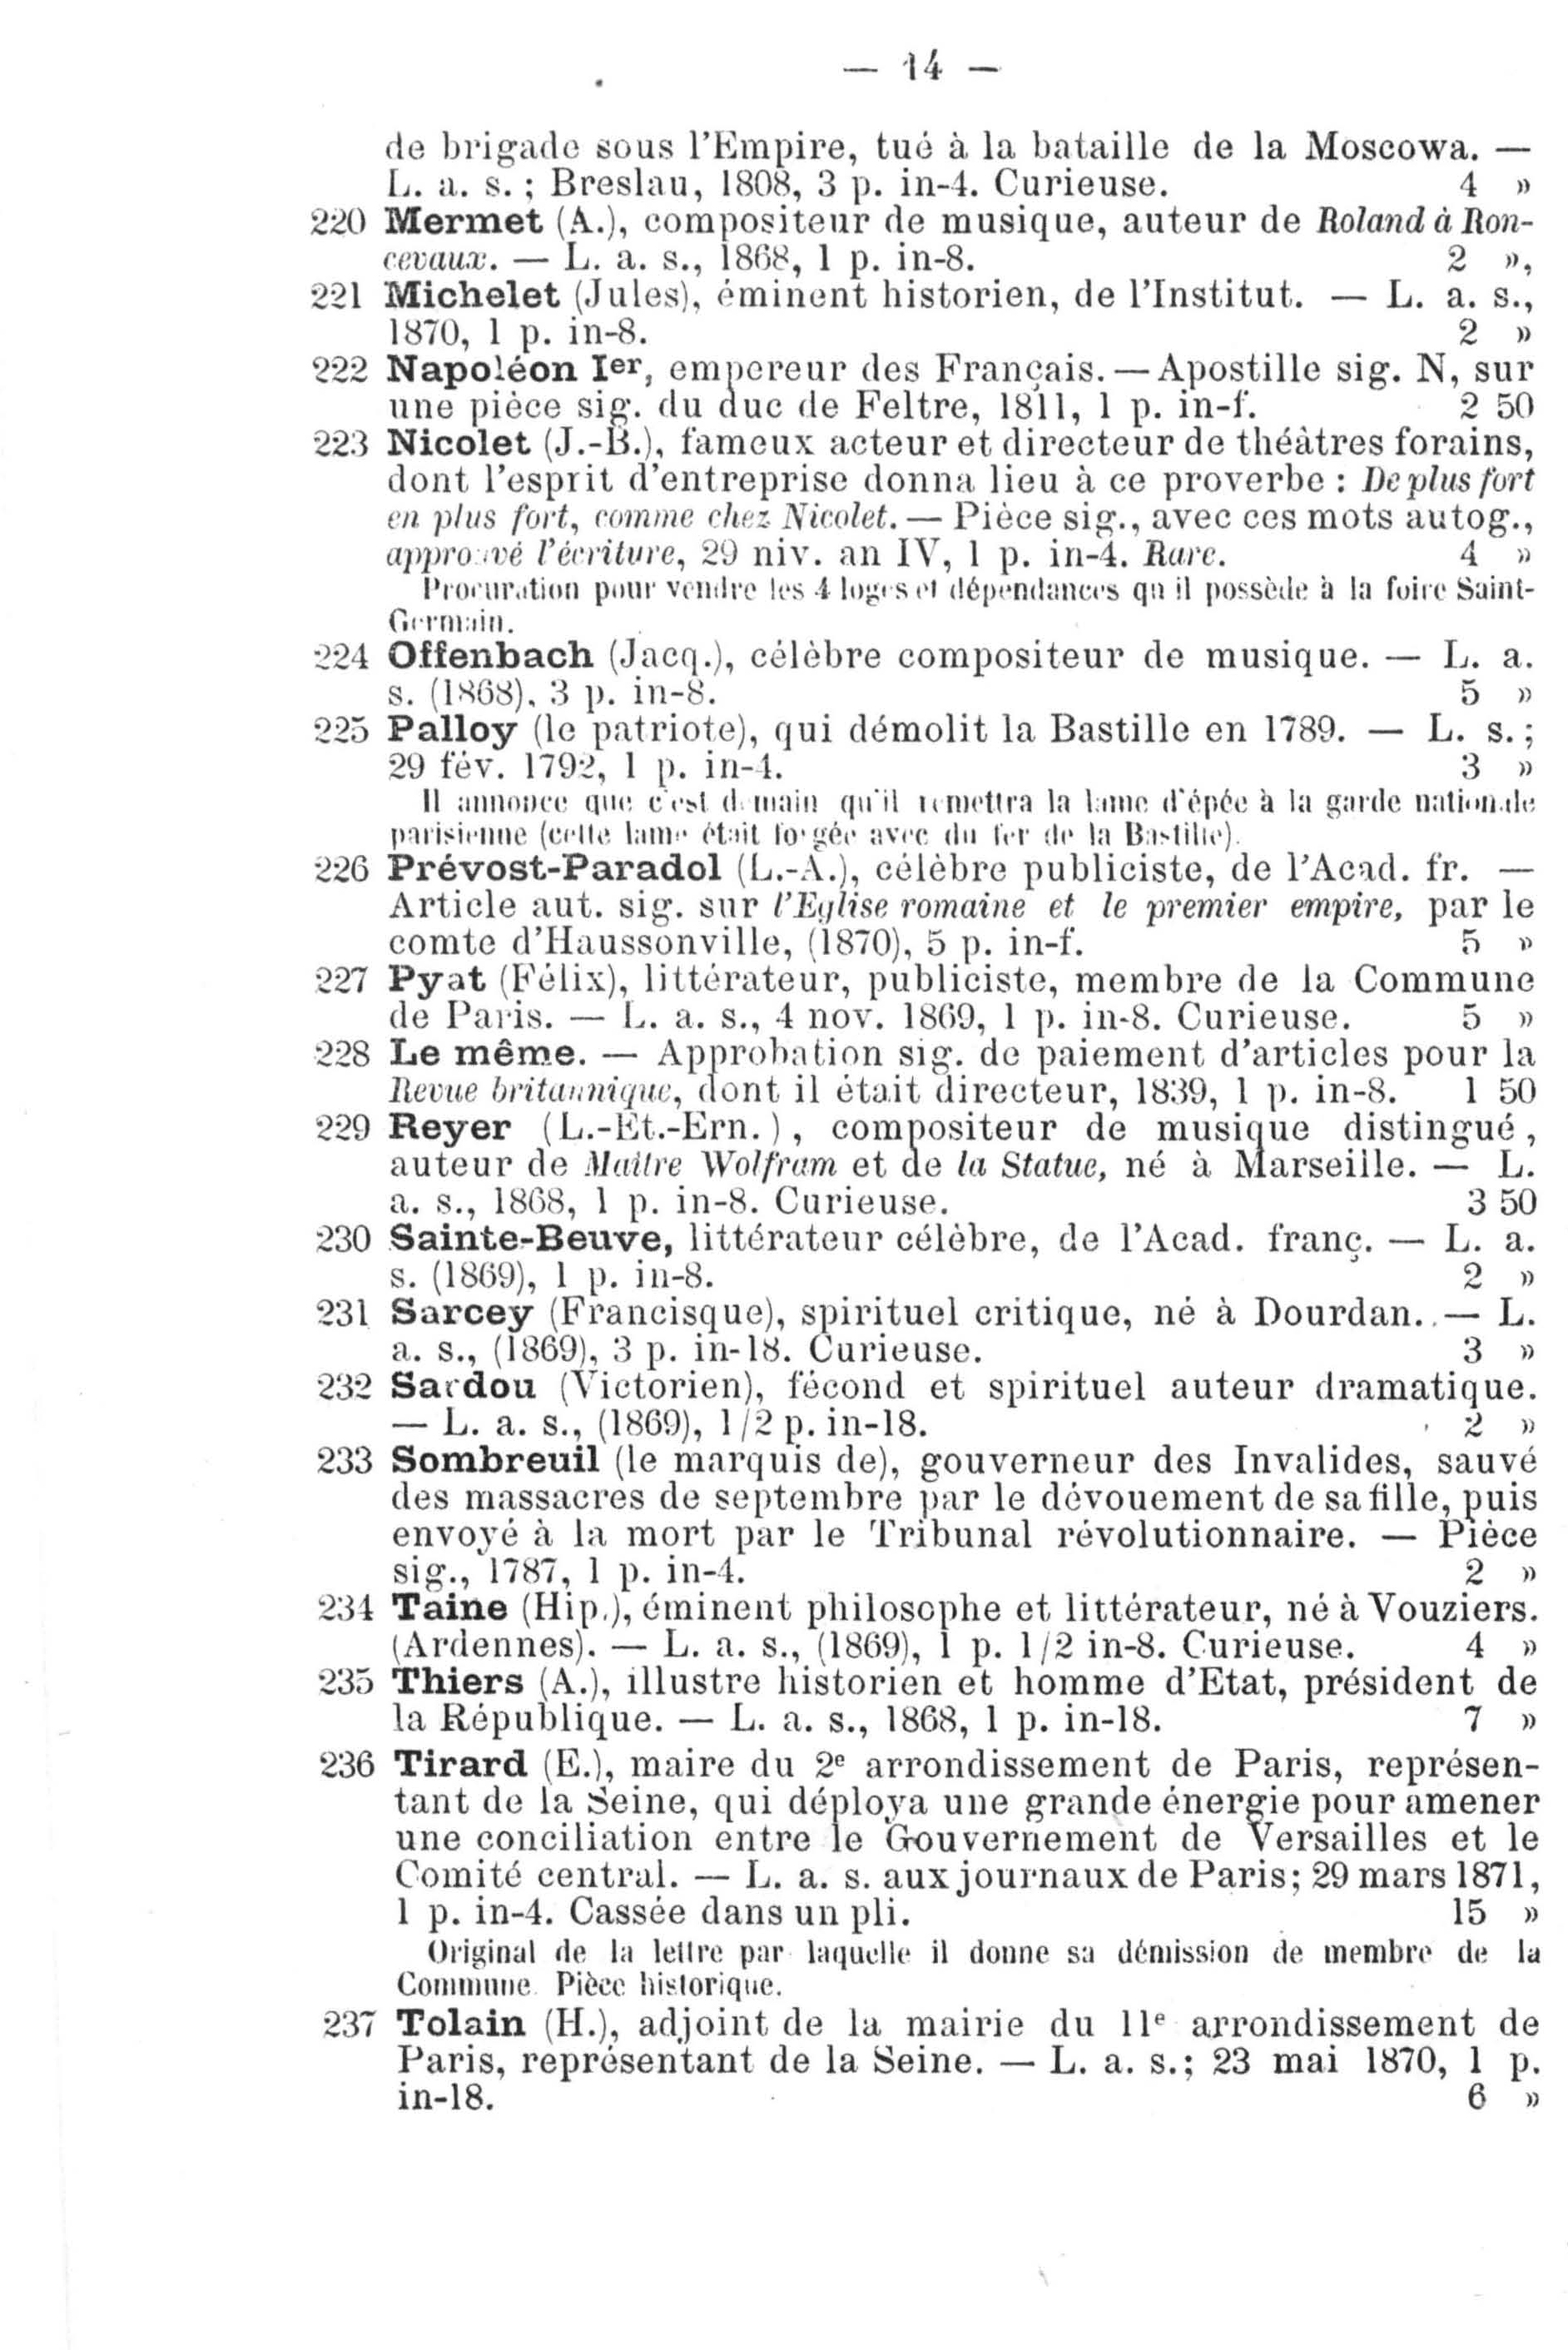 — 14 —
de brigade sous l'Empire, tué à la bataille de la Moscowa. —
L. a. s. ; Breslau, 1808, 3 p. in-4. Curieuse. 4 »
220 Mermet (A.), compositeur de musique, auteur de Roland à Ron-
cevaux. — L. a. s., 1868, 1 p. in-8. 2 »,
221 Michelet (Jules), éminent historien, de l'Institut. — L. a. s.,
1870, 1 p. in-8. 2 »
222 Napoléon Ier, empereur des Français. — Apostille sig. N, sur
une pièce sig. du duc de Feltre, 1811, 1 p. in-f. 2 50
223 Nicolet (J.-B.), fameux acteur et directeur de théâtres forains,
dont l'esprit d'entreprise donna lieu à ce proverbe : De plus fort
en plus fort, comme chez Nicolet. — Pièce sig., avec ces mots autog.,
approuvé l'écriture, 29 niv. an IV, 1 p. in-4. Rare. 4 »
Procuration pour vendre les 4 loges et dépendances qu'il possède à la foire Saint-
Germain.
224 Offenbach (Jacq.), célèbre compositeur de musique. — L. a.
s. (1868), 3 p. in-8. 5 »
225 Palloy (le patriote), qui démolit la Bastille en 1789. — L. s. ;
29 fév. 1792, 1 p. in-4. 3 »
Il annonce que c'est demain qu'il remettra la lame d'épée à la garde nationale
parisienne (cette lame était forgée avec du fer de la Bastille).
226 Prévost-Paradol (L.-A.), célèbre publiciste, de l'Acad. fr. —
Article aut. sig. sur l'Eglise romaine et le premier empire, par le
comte d'Haussonville, (1870), 5 p. in-f. 5 »
227 Pyat (Félix), littérateur, publiciste, membre de la Commune
de Paris. — L. a. s., 4 nov. 1869, 1 p. in-8. Curieuse. 5 »
228 Le même. — Approbation sig. de paiement d'articles pour la
Revue britannique, dont il était directeur, 1839, 1 p. in-8. 1 50
229 Reyer (L.-Et.-Ern.), compositeur de musique distingué,
auteur de Maître Wolfram et de la Statue, né à Marseille. — L.
a. s., 1868, 1 p. in-8. Curieuse. 3 50
230 Sainte-Beuve, littérateur célèbre, de l'Acad. franç. — L. a.
s. (1869), 1 p. in-8. 2 »
231 Sarcey (Francisque), spirituel critique, né à Dourdan. — L.
a. s., (1869), 3 p. in-18. Curieuse. 3 »
232 Sardou (Victorien), fécond et spirituel auteur dramatique.
— L. a. s., (1869), 1/2 p. in-18. 2 »
233 Sombreuil (le marquis de), gouverneur des Invalides, sauvé
des massacres de septembre par le dévouement de sa fille, puis
envoyé à la mort par le Tribunal révolutionnaire. — Pièce
sig., 1787, 1 p. in-4. 2 »
234 Taine (Hip.), éminent philosophe et littérateur, né à Vouziers.
(Ardennes). — L. a. s., (1869), 1 p. 1/2 in-8. Curieuse. 4 »
235 Thiers (A.), illustre historien et homme d'Etat, président de
la République. — L. a. s., 1868, 1 p. in-18. 7 »
236 Tirard (E.), maire du 2e arrondissement de Paris, représen-
tant de la Seine, qui déploya une grande énergie pour amener
une conciliation entre le Gouvernement de Versailles et le
Comité central. — L. a. s. aux journaux de Paris; 29 mars 1871,
1 p. in-4. Cassée dans un pli. 15 »
Original de la lettre par laquelle il donne sa démission de membre de la
Commune. Pièce historique.
237 Tolain (H.), adjoint de la mairie du 11e arrondissement de
Paris, représentant de la Seine. — L. a. s.; 23 mai 1870, 1 p.
in-18. 6 »